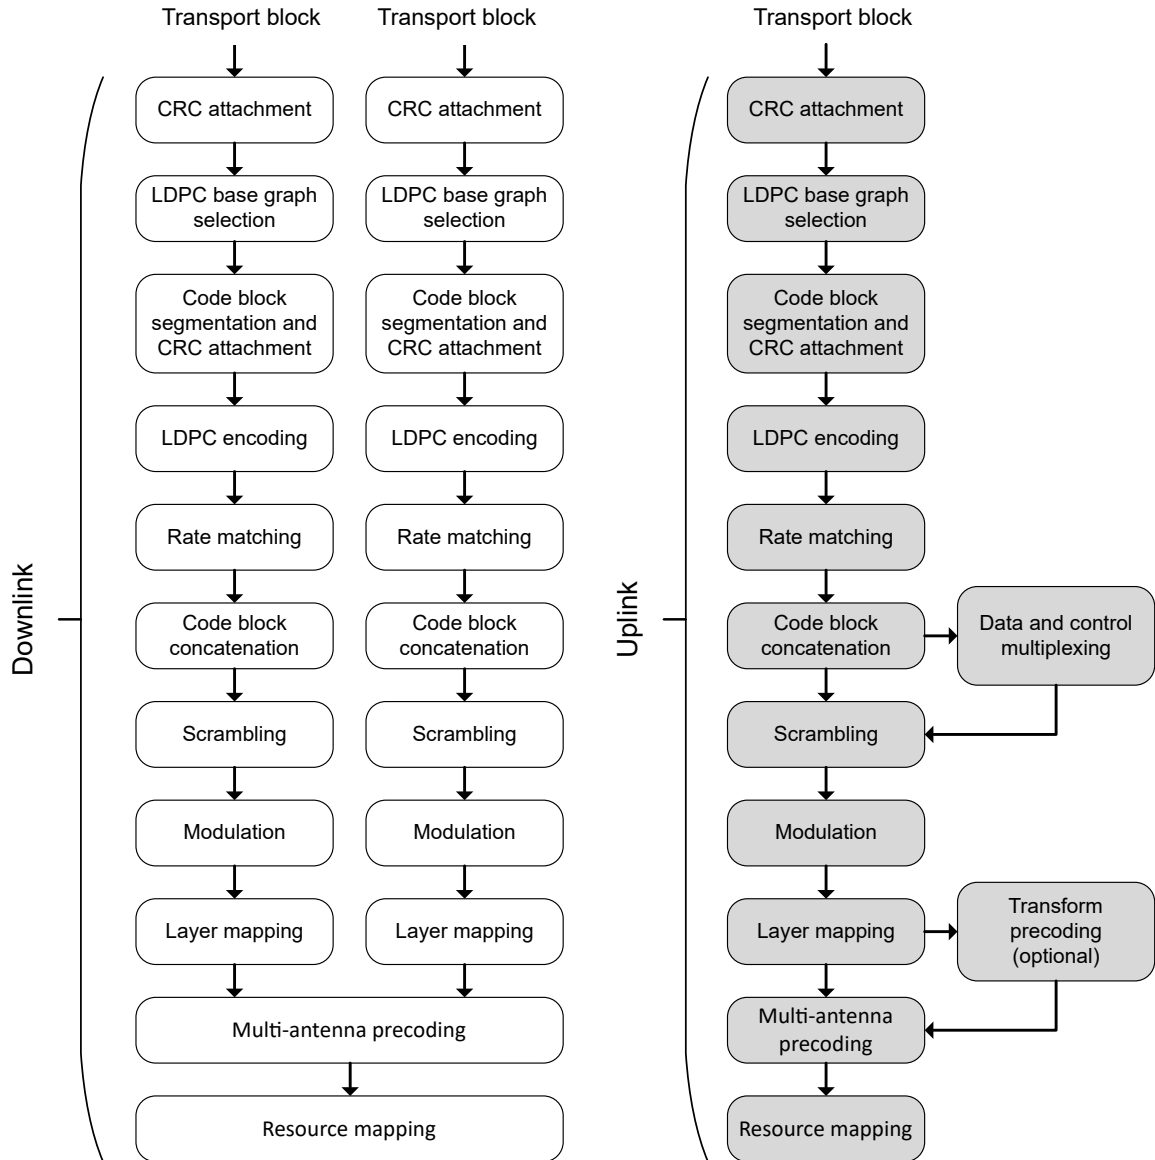 Transport block
Transport block
Transport block
CRC attachment
CRC attachment
CRC attachment
LDPC base graph
selection
LDPC base graph
selection
LDPC base graph
selection
Code block
segmentation and
CRC attachment
Code block
segmentation and
CRC attachment
Code block
segmentation and
CRC attachment
LDPC encoding
LDPC encoding
LDPC encoding
Rate matching
Rate matching
Rate matching
Downlink
Uplink
Code block
concatenation
Code block
concatenation
Code block
concatenation
Data and control
multiplexing
Scrambling
Scrambling
Scrambling
Modulation
Modulation
Modulation
Layer mapping
Layer mapping
Layer mapping
Transform
precoding
(optional)
Multi-antenna precoding
Multi-antenna
precoding
Resource mapping
Resource mapping